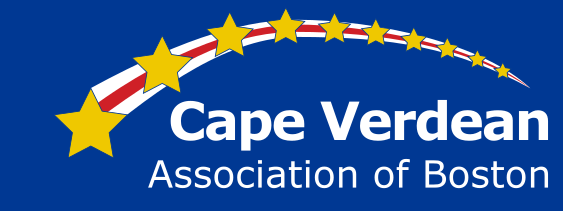 Cape Verdean
Association of Boston